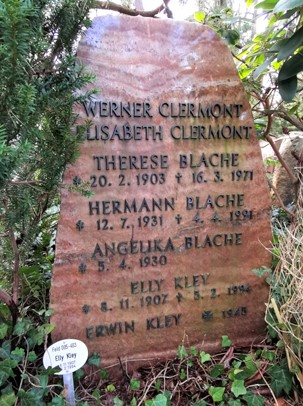 WERNER CLERMONT
ELISABETH CLERMONT
THERESE BLACHE
* 20. 2. 1903 † 16. 3. 1971
HERMANN BLACHE
* 12. 7. 1931 † 4. 4. 1991
ANGELIKA BLACHE
* 5. 4. 1930
ELLY KLEY
* 8. 11. 1907 † 5. 2. 1994
ERWIN KLEY ✠ 1945
Elly Kley